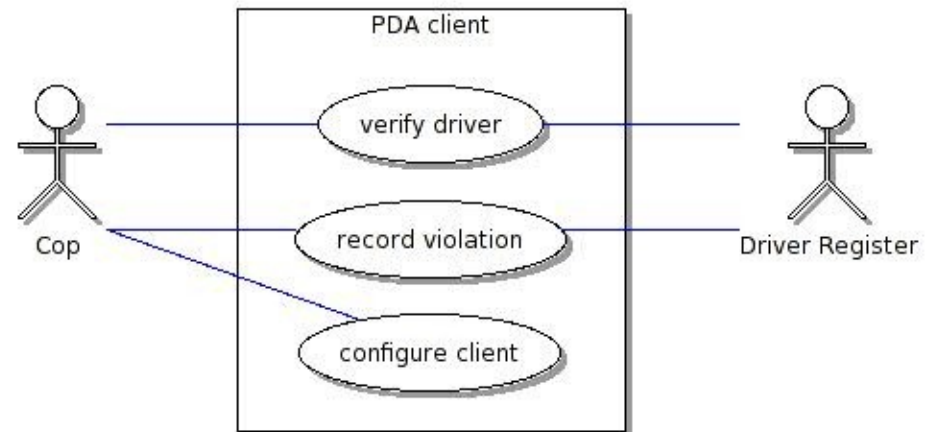 PDA client
verify driver
record violation
Cop
Driver Register
configure client